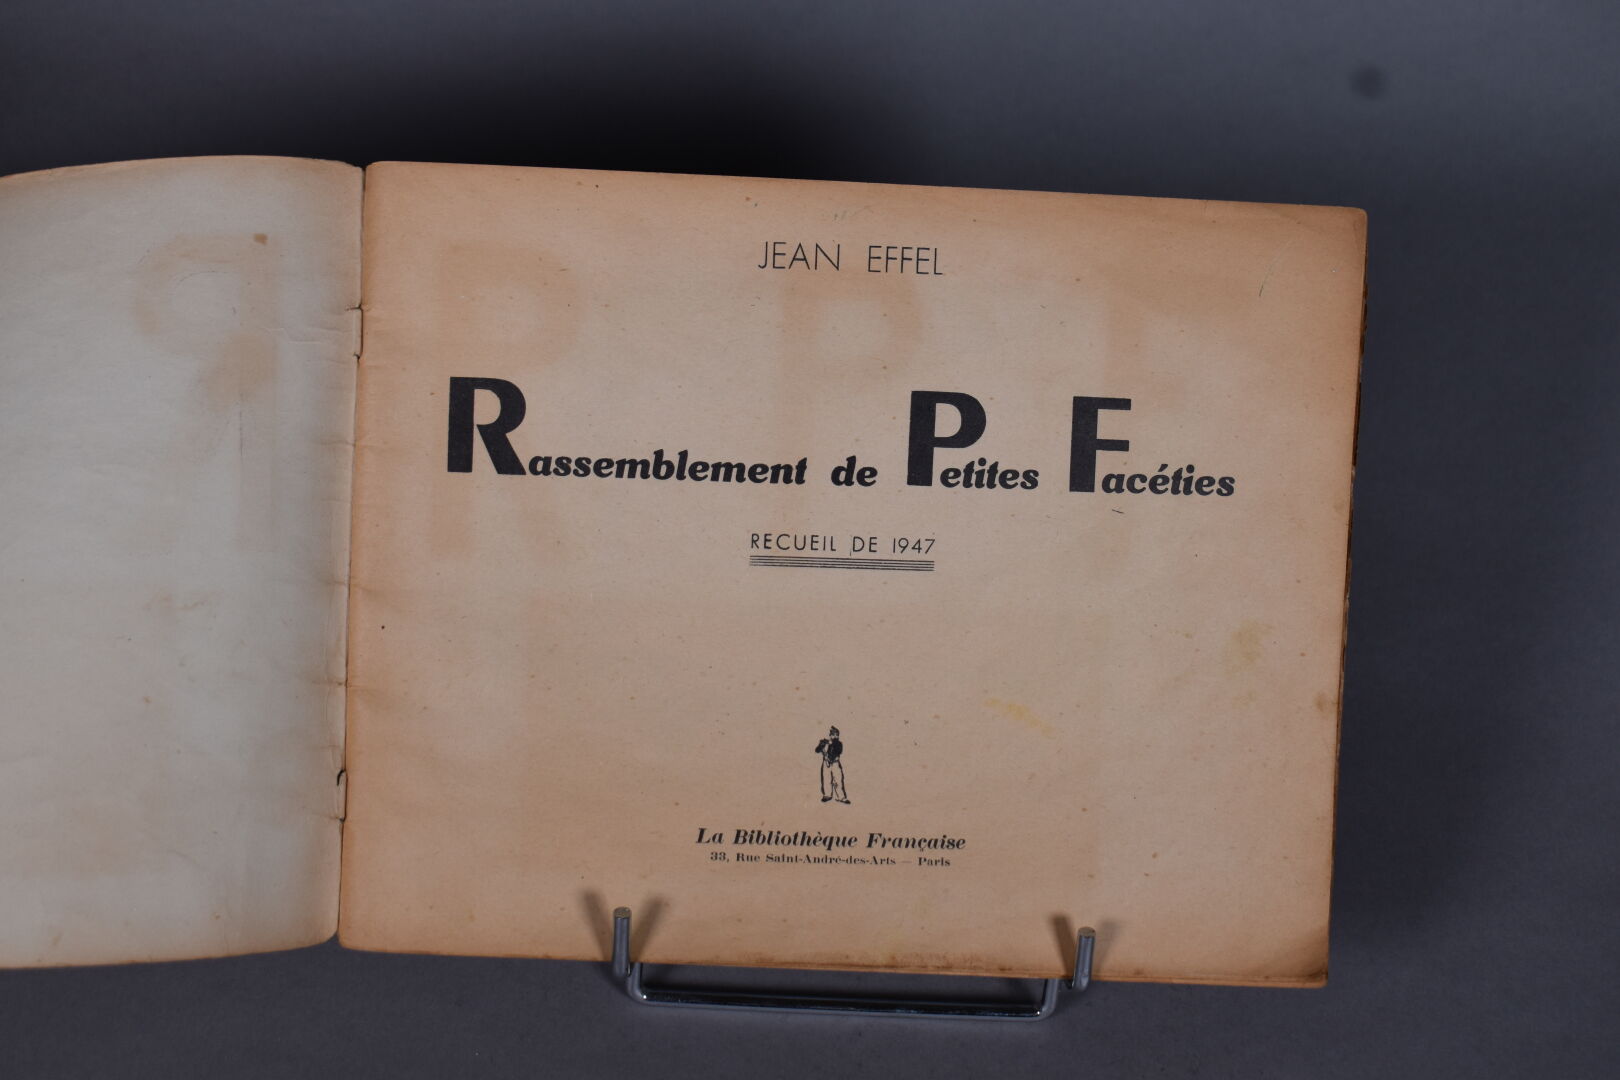 JEAN EFFEL
Rassemblement de Petites Facéties
RECUEIL DE 1947
La Bibliothèque Française
33, Rue Saint-André-des-Arts — Paris